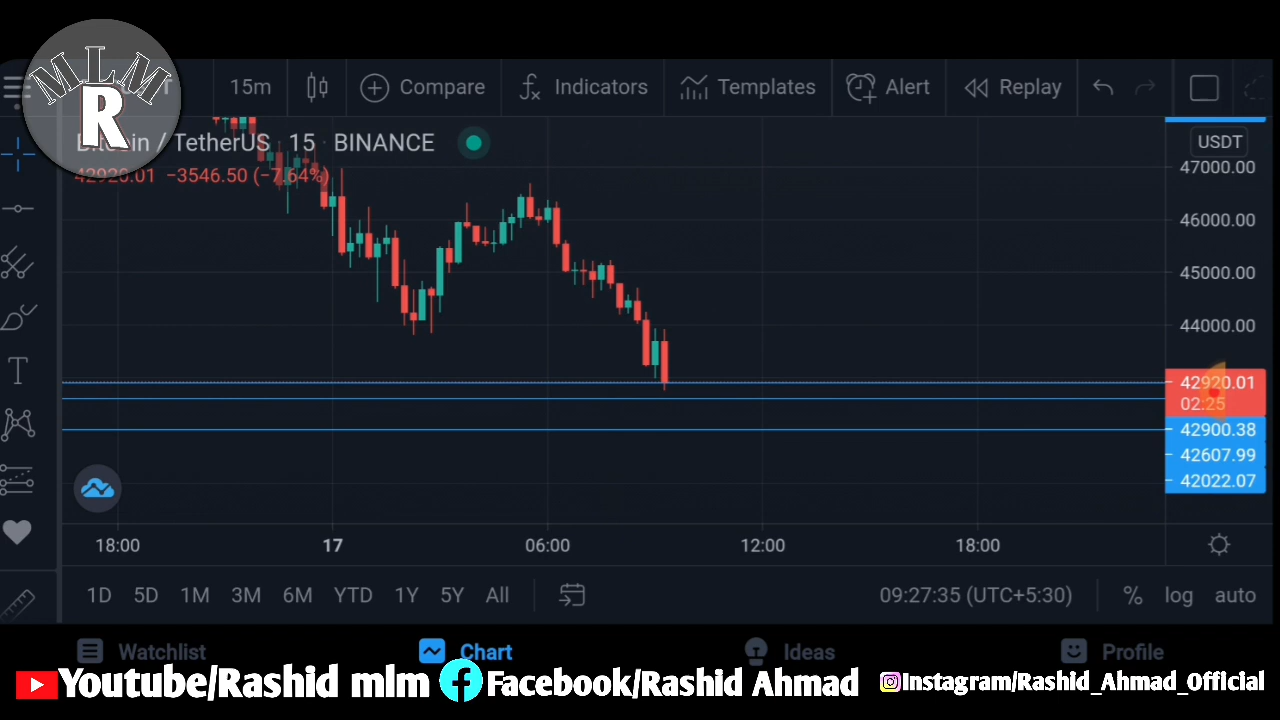 MLM
R
15m Compare Indicators Templates Alert Replay
/ TetherUS · 15 · BINANCE
USDT
42920.01 −3546.50 (−7.64%)
47000.00
46000.00
45000.00
44000.00
42920.01
02:25
42900.38
42607.99
42022.07
18:00 17 06:00 12:00 18:00
1D 5D 1M 3M 6M YTD 1Y 5Y All 09:27:35 (UTC+5:30) % log auto
Watchlist Chart Ideas Profile
Youtube/Rashid mlm Facebook/Rashid Ahmad Instagram/Rashid_Ahmad_Official